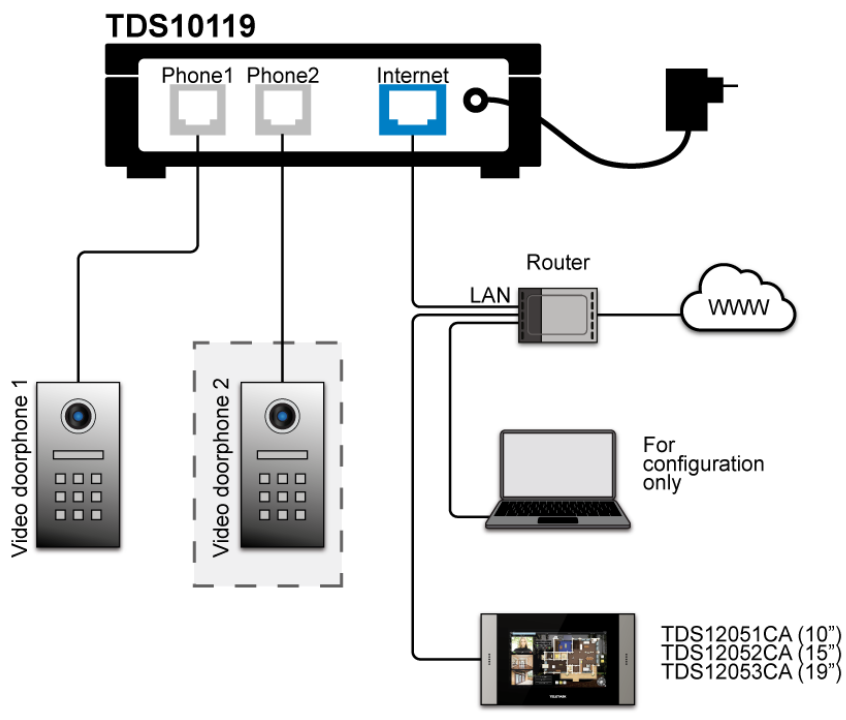 TDS10119
Phone1 Phone2 Internet
Router
LAN
WWW
Video doorphone 1
Video doorphone 2
For
configuration
only
TDS12051CA (10”)
TDS12052CA (15”)
TDS12053CA (19”)